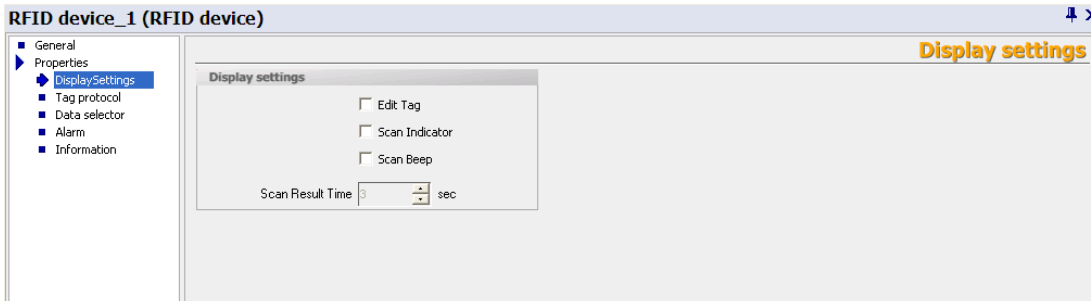 RFID device_1 (RFID device)
General
Properties
DisplaySettings
Tag protocol
Data selector
Alarm
Information
Display settings
Display settings
Edit Tag
Scan Indicator
Scan Beep
Scan Result Time 3 sec